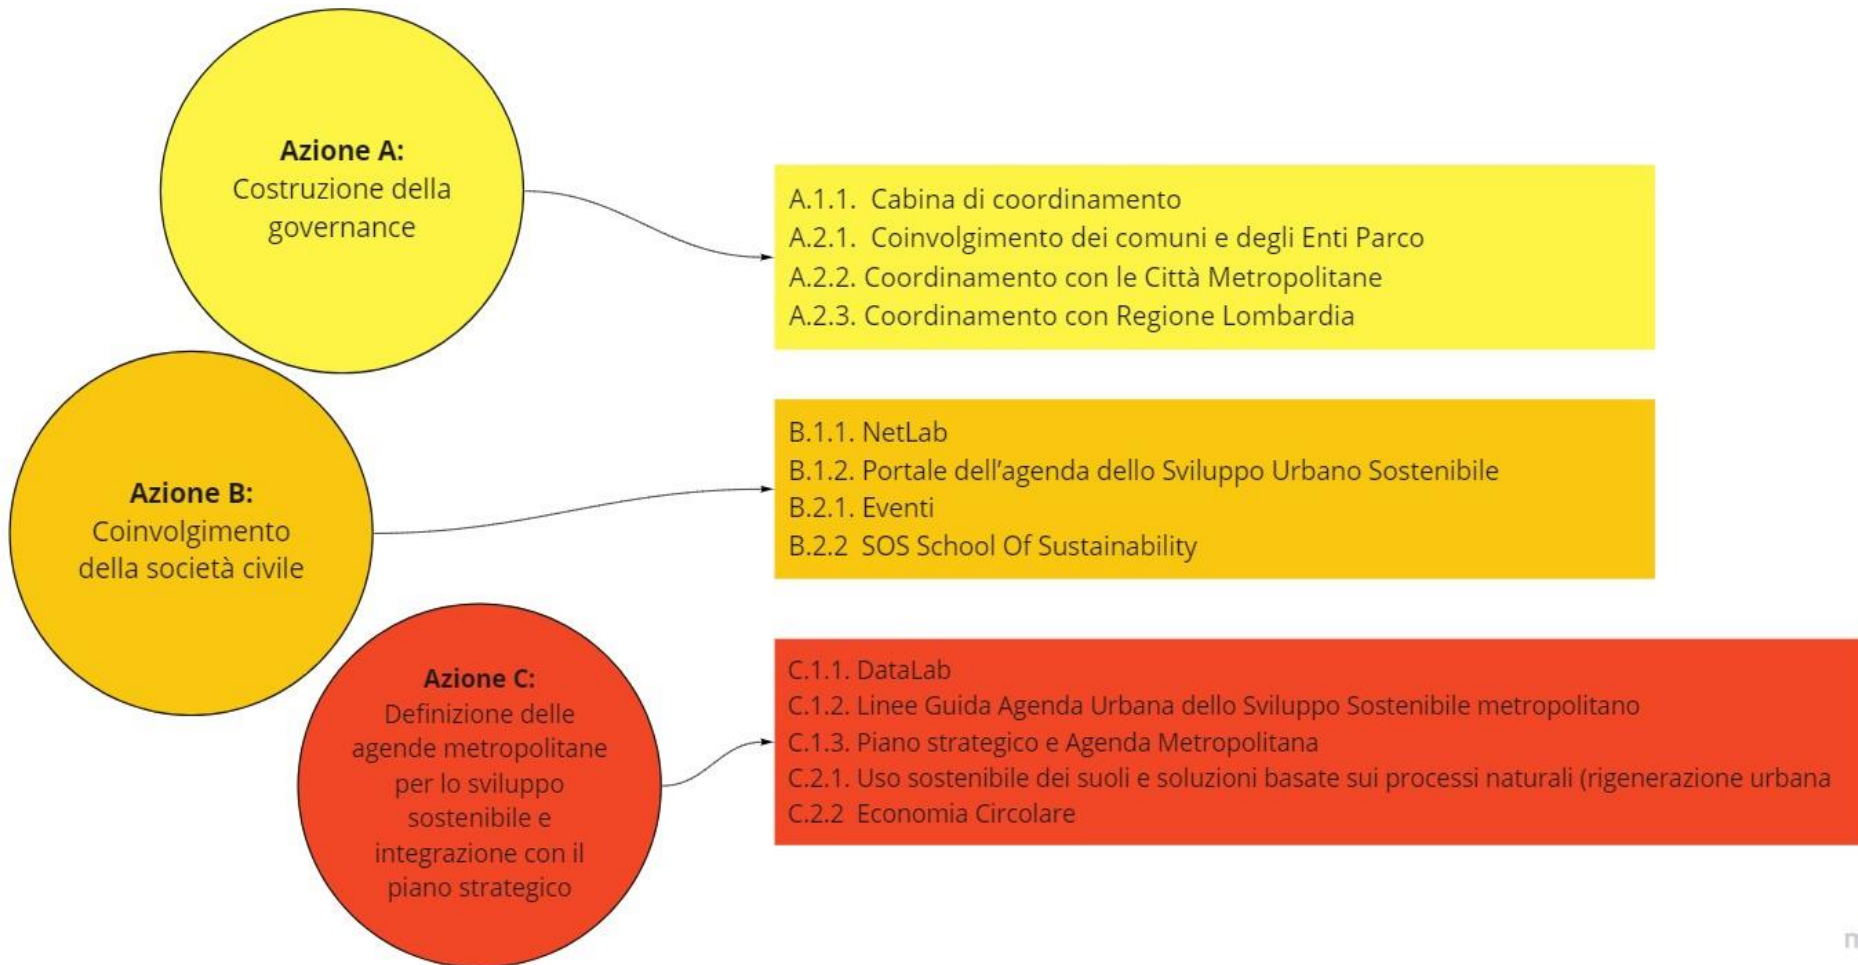 Azione A:
Costruzione della
governance
A.1.1. Cabina di coordinamento
A.2.1. Coinvolgimento dei comuni e degli Enti Parco
A.2.2. Coordinamento con le Città Metropolitane
A.2.3. Coordinamento con Regione Lombardia
Azione B:
Coinvolgimento
della società civile
B.1.1. NetLab
B.1.2. Portale dell’agenda dello Sviluppo Urbano Sostenibile
B.2.1. Eventi
B.2.2 SOS School Of Sustainability
Azione C:
Definizione delle
agende metropolitane
per lo sviluppo
sostenibile e
integrazione con il
piano strategico
C.1.1. DataLab
C.1.2. Linee Guida Agenda Urbana dello Sviluppo Sostenibile metropolitano
C.1.3. Piano strategico e Agenda Metropolitana
C.2.1. Uso sostenibile dei suoli e soluzioni basate sui processi naturali (rigenerazione urbana
C.2.2 Economia Circolare